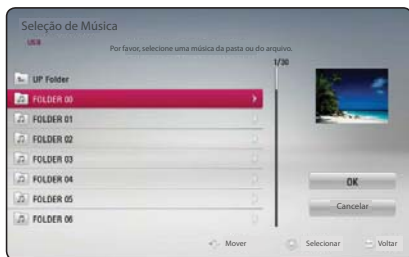 Seleção de Música
USB
Por favor, selecione uma música da pasta ou do arquivo.
1/30
UP Folder
FOLDER 00
FOLDER 01
FOLDER 02
FOLDER 03
FOLDER 04
FOLDER 05
FOLDER 06
OK
Cancelar
Mover
Selecionar
Voltar